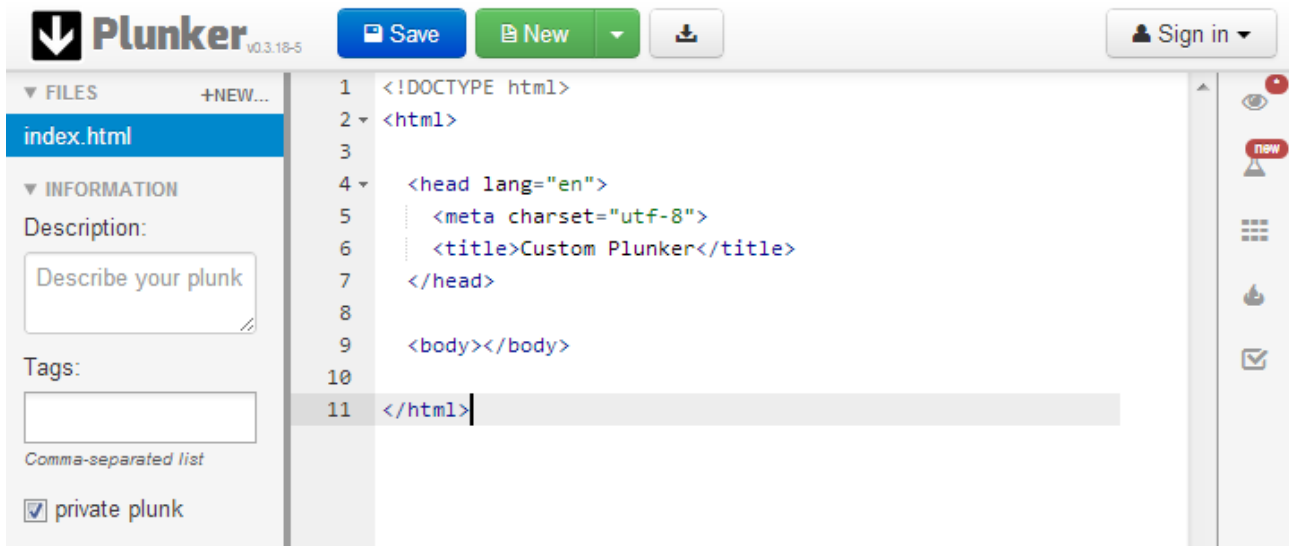 Plunker v0.3.18-5 Save New Sign in
FILES +NEW...
index.html
INFORMATION
Description:
Describe your plunk
Tags:
Comma-separated list
private plunk
1 <!DOCTYPE html>
2 <html>
3
4   <head lang="en">
5     <meta charset="utf-8">
6     <title>Custom Plunker</title>
7   </head>
8
9   <body></body>
10
11 </html>
*
new